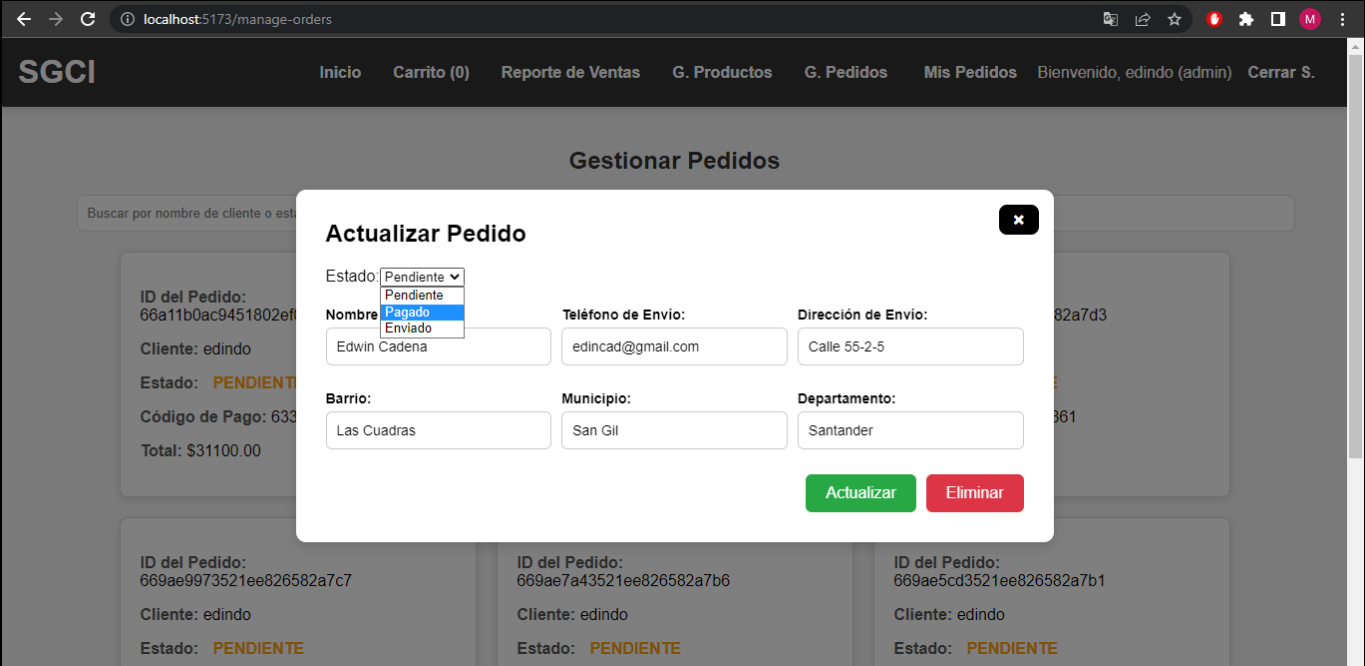 localhost:5173/manage-orders
M
SGCI
Inicio Carrito (0) Reporte de Ventas G. Productos G. Pedidos Mis Pedidos Bienvenido, edindo (admin) Cerrar S.
Gestionar Pedidos
Buscar por nombre de cliente o
Actualizar Pedido
Estado: Pendiente
Pendiente
Pagado
Enviado
Nombre Teléfono de Envío: Dirección de Envío:
Edwin Cadena edincad@gmail.com Calle 55-2-5
Barrio: Municipio: Departamento:
Las Cuadras San Gil Santander
Actualizar Eliminar
ID del Pedido:
66a11b0ac9451802ef
Cliente: edindo
Estado: PENDIENT
Código de Pago: 633
Total: $31100.00
82a7d3
E
361
ID del Pedido:
669ae9973521ee826582a7c7
Cliente: edindo
Estado: PENDIENTE
ID del Pedido:
669ae7a43521ee826582a7b6
Cliente: edindo
Estado: PENDIENTE
ID del Pedido:
669ae5cd3521ee826582a7b1
Cliente: edindo
Estado: PENDIENTE